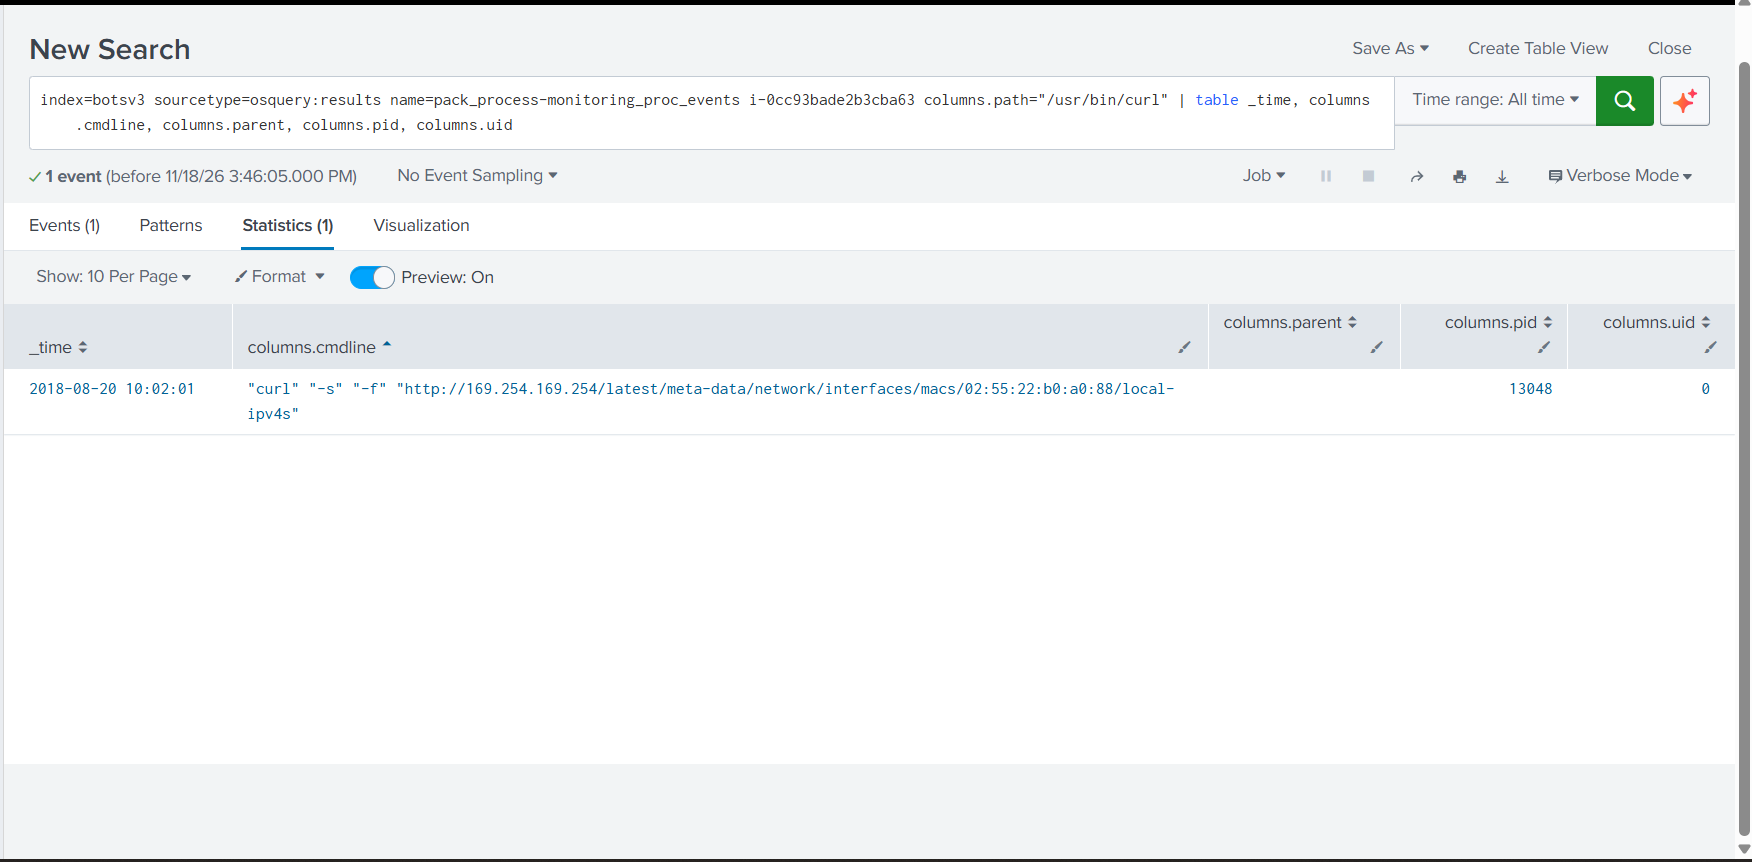 New Search
Save As
Create Table View
Close
index=botsv3 sourcetype=osquery:results name=pack_process-monitoring_proc_events i-0cc93bade2b3cba63 columns.path="/usr/bin/curl" | table _time, columns
.cmdline, columns.parent, columns.pid, columns.uid
Time range: All time
1 event (before 11/18/26 3:46:05.000 PM)
No Event Sampling
Job
Verbose Mode
Events (1)
Patterns
Statistics (1)
Visualization
Show: 10 Per Page
Format
Preview: On
_time
columns.cmdline
columns.parent
columns.pid
columns.uid
2018-08-20 10:02:01
"curl" "-s" "-f" "http://169.254.169.254/latest/meta-data/network/interfaces/macs/02:55:22:b0:a0:88/local-
ipv4s"
13048
0